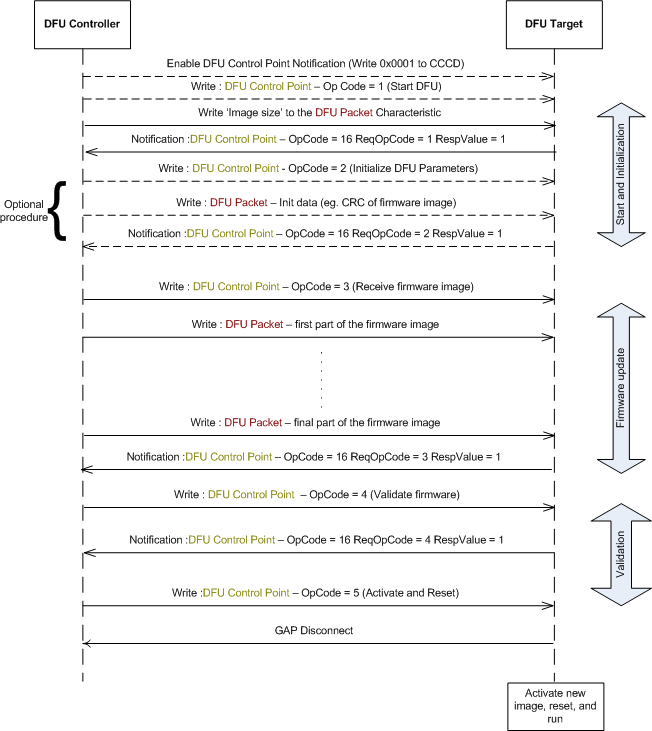 DFU Controller
DFU Target
Enable DFU Control Point Notification (Write 0x0001 to CCCD)
Write : DFU Control Point – Op Code = 1 (Start DFU)
Write ‘Image size’ to the DFU Packet Characteristic
Notification :DFU Control Point – OpCode = 16 ReqOpCode = 1 RespValue = 1
Write : DFU Control Point - OpCode = 2 (Initialize DFU Parameters)
Optional
procedure
Write : DFU Packet – Init data (eg. CRC of firmware image)
Notification :DFU Control Point – OpCode = 16 ReqOpCode = 2 RespValue = 1
Start and Initialization
Write : DFU Control Point – OpCode = 3 (Receive firmware image)
Write : DFU Packet – first part of the firmware image
Write : DFU Packet – final part of the firmware image
Notification :DFU Control Point – OpCode = 16 ReqOpCode = 3 RespValue = 1
Firmware update
Write : DFU Control Point  – OpCode = 4 (Validate firmware)
Notification :DFU Control Point – OpCode = 16 ReqOpCode = 4 RespValue = 1
Write :DFU Control Point – OpCode = 5 (Activate and Reset)
Validation
GAP Disconnect
Activate new
image, reset, and
run